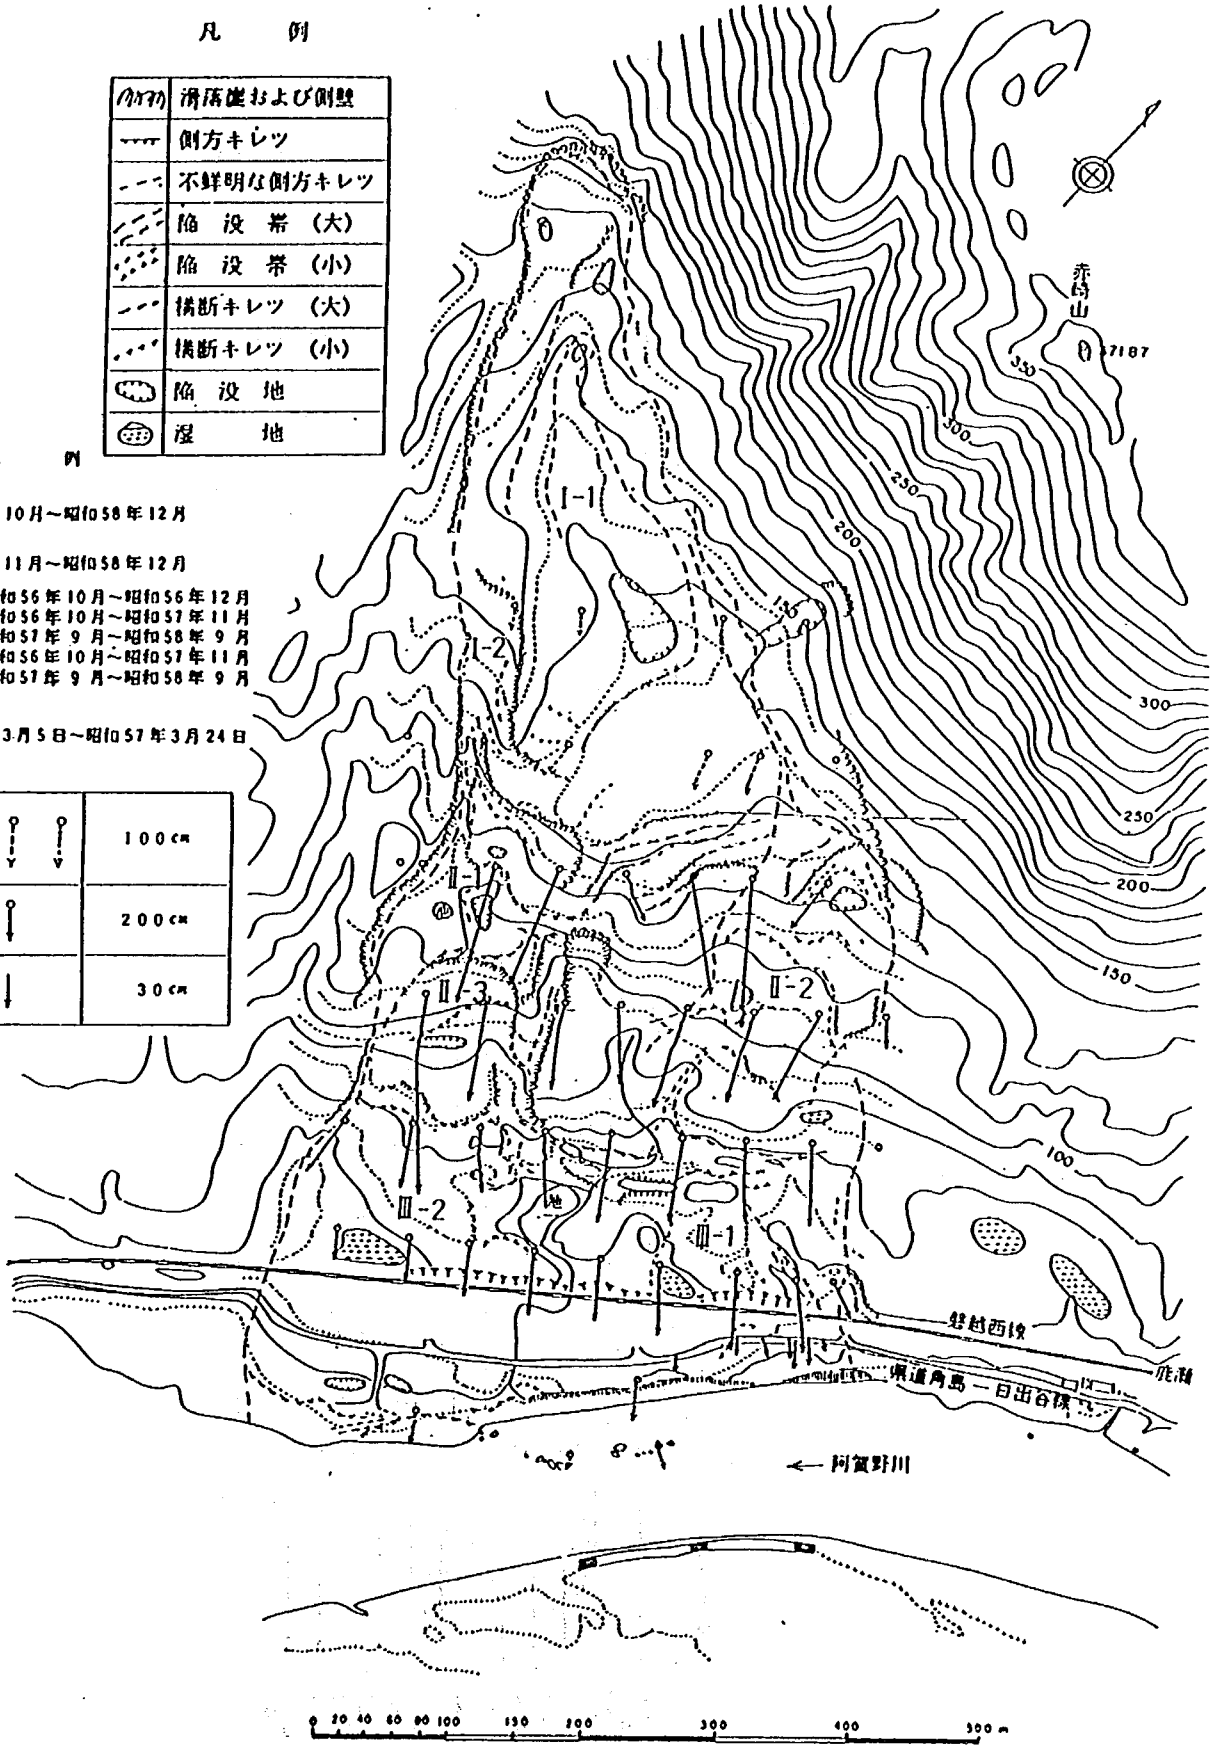 凡 例
滑落崖および側壁
側方キレツ
不鮮明な側方キレツ
陥 没 帯 (大)
陥 没 帯 (小)
横断キレツ (大)
横断キレツ (小)
陥 没 地
湿 地
例
10月～昭和58年12月
11月～昭和58年12月
和56年10月～昭和56年12月
和56年10月～昭和57年11月
和57年 9月～昭和58年 9月
和56年10月～昭和57年11月
和57年 9月～昭和58年 9月
3月5日～昭和57年3月24日
100cm
200cm
30cm
赤崎山
350
300
250
200
150
300
250
200
150
100
I-1
I-2
II-1
II-3
II-2
III-2
III-1
池
池
磐越西線
鹿瀬
県道角島―日出谷線
← 阿賀野川
0 20 40 60 80 100 150 200 300 400 500 m